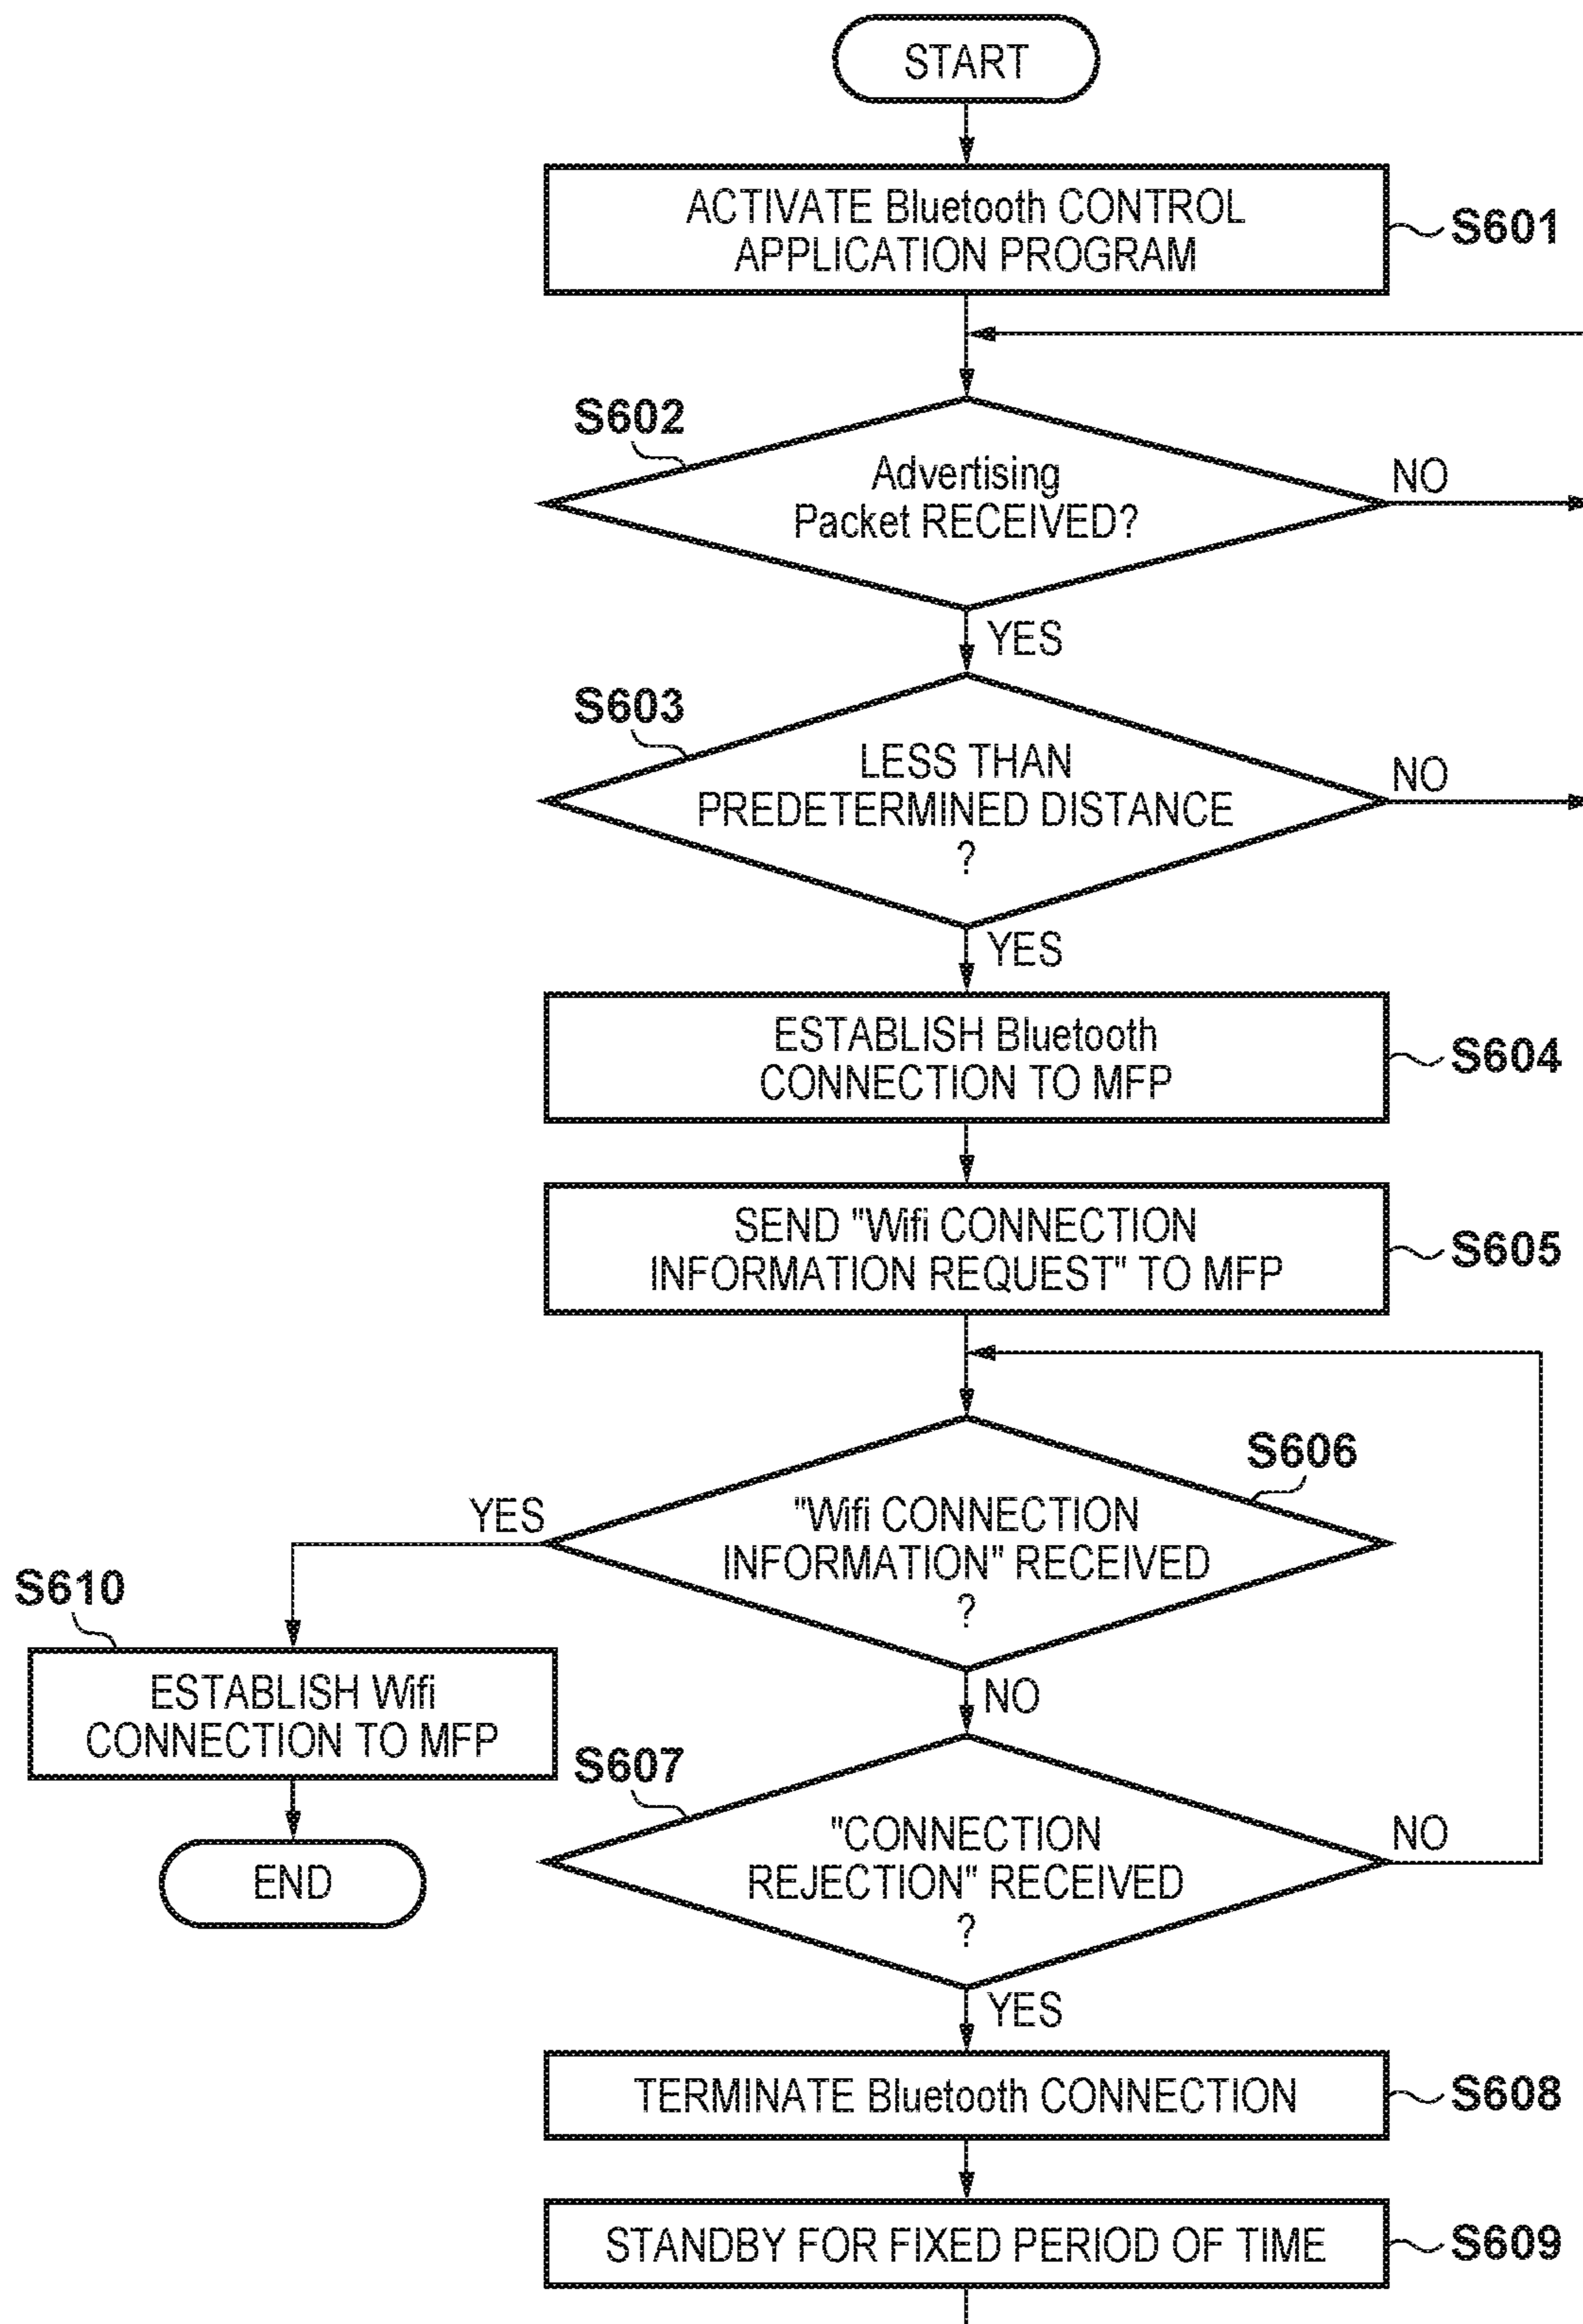 START
ACTIVATE Bluetooth CONTROL
APPLICATION PROGRAM
S601
S602
Advertising
Packet RECEIVED?
NO
YES
S603
LESS THAN
PREDETERMINED DISTANCE
?
NO
YES
ESTABLISH Bluetooth
CONNECTION TO MFP
S604
SEND "Wifi CONNECTION
INFORMATION REQUEST" TO MFP
S605
S606
YES
"Wifi CONNECTION
INFORMATION" RECEIVED
?
S610
ESTABLISH Wifi
CONNECTION TO MFP
NO
S607
"CONNECTION
REJECTION" RECEIVED
?
NO
END
YES
TERMINATE Bluetooth CONNECTION
S608
STANDBY FOR FIXED PERIOD OF TIME
S609